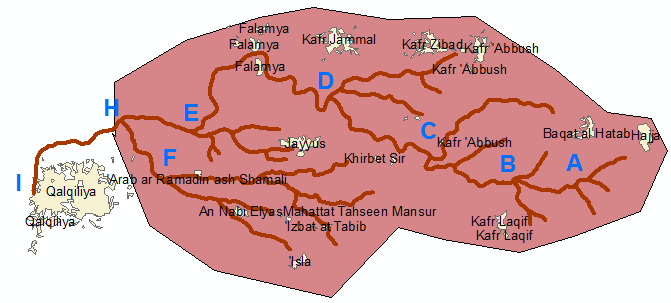 Falamya
Falamya
Kafr Jammal
Kafr Zibad
Kafr 'Abbush
Falamya
Kafr 'Abbush
D
H
E
C
Baqat al Hatab
Hajja
Jayyus
Kafr 'Abbush
Khirbet Sir
F
B
A
I
Qalqiliya
'Arab ar Ramadin ash Shamali
An Nabi Elyas
Mahattat Tahseen Mansur
Qalqiliya
'Izbat at Tabib
Kafr Laqif
Kafr Laqif
'Isla